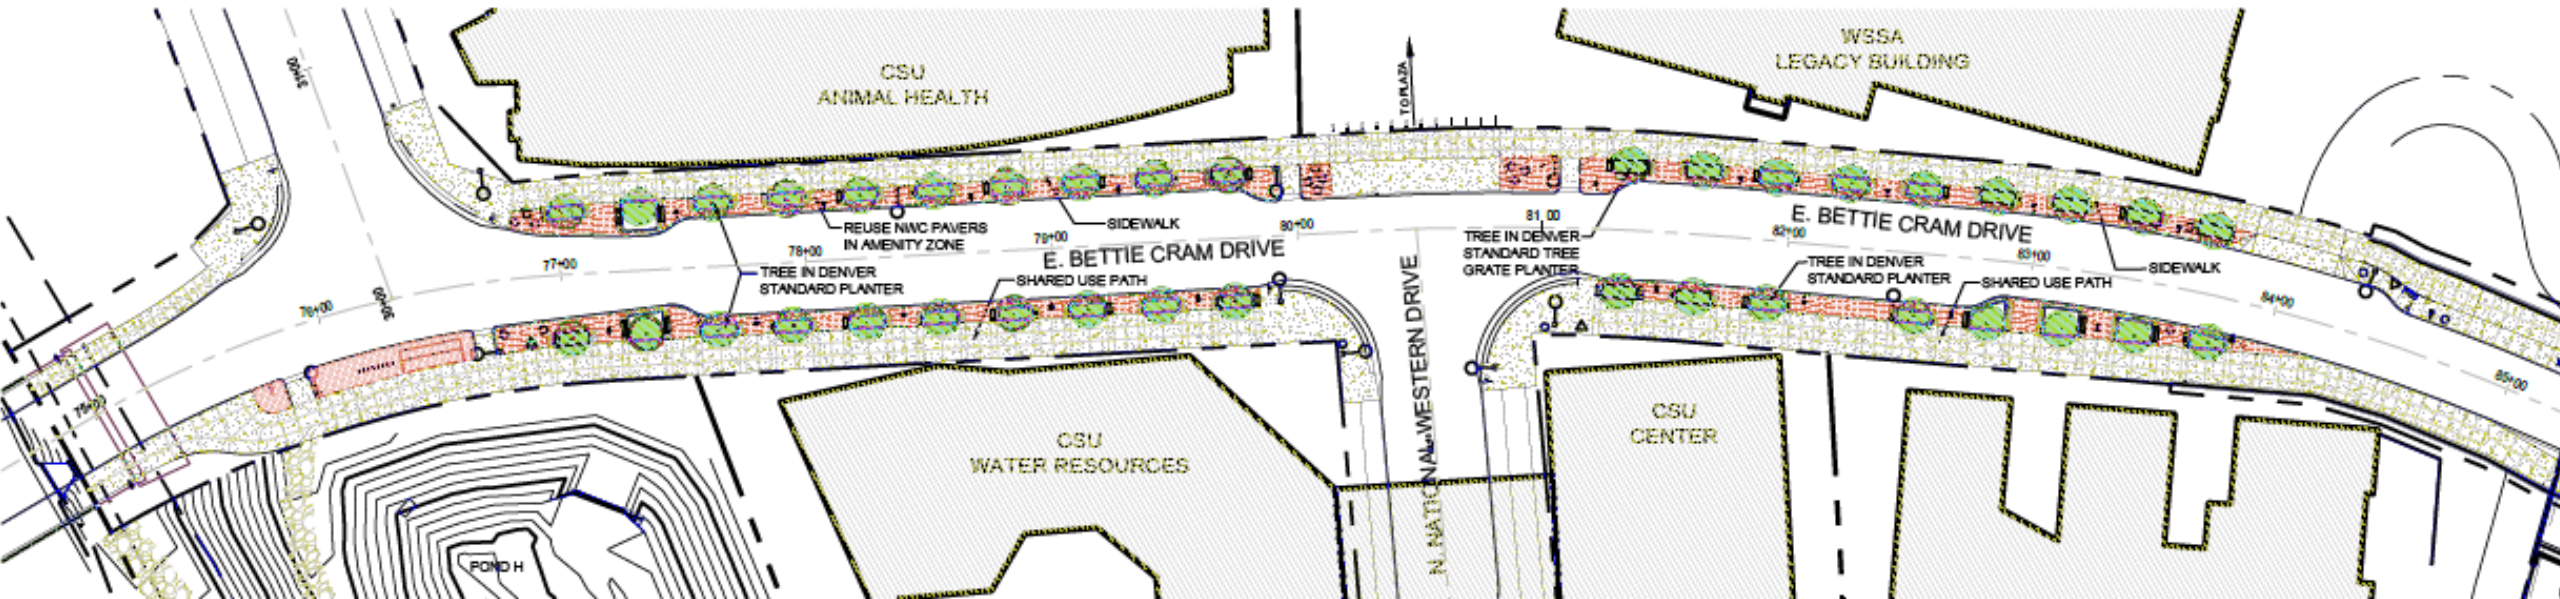 CSU
ANIMAL HEALTH
WSSA
LEGACY BUILDING
TO PLAZA
31+00
30+00
REUSE NWC PAVERS
IN AMENITY ZONE
SIDEWALK
E. BETTIE CRAM DRIVE
TREE IN DENVER
STANDARD PLANTER
SHARED USE PATH
75+00
76+00
77+00
78+00
79+00
80+00
81 00
82+00
83+00
84+00
85+00
TREE IN DENVER
STANDARD TREE
GRATE PLANTER
E. BETTIE CRAM DRIVE
TREE IN DENVER
STANDARD PLANTER
SHARED USE PATH
SIDEWALK
N. NATIONAL WESTERN DRIVE
CSU
WATER RESOURCES
CSU
CENTER
POND H